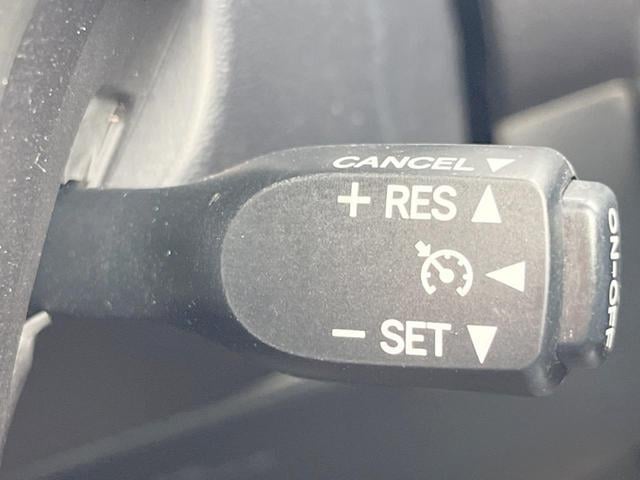 CANCEL ▼
+ RES ▲
◀
− SET ▼
ON-OFF